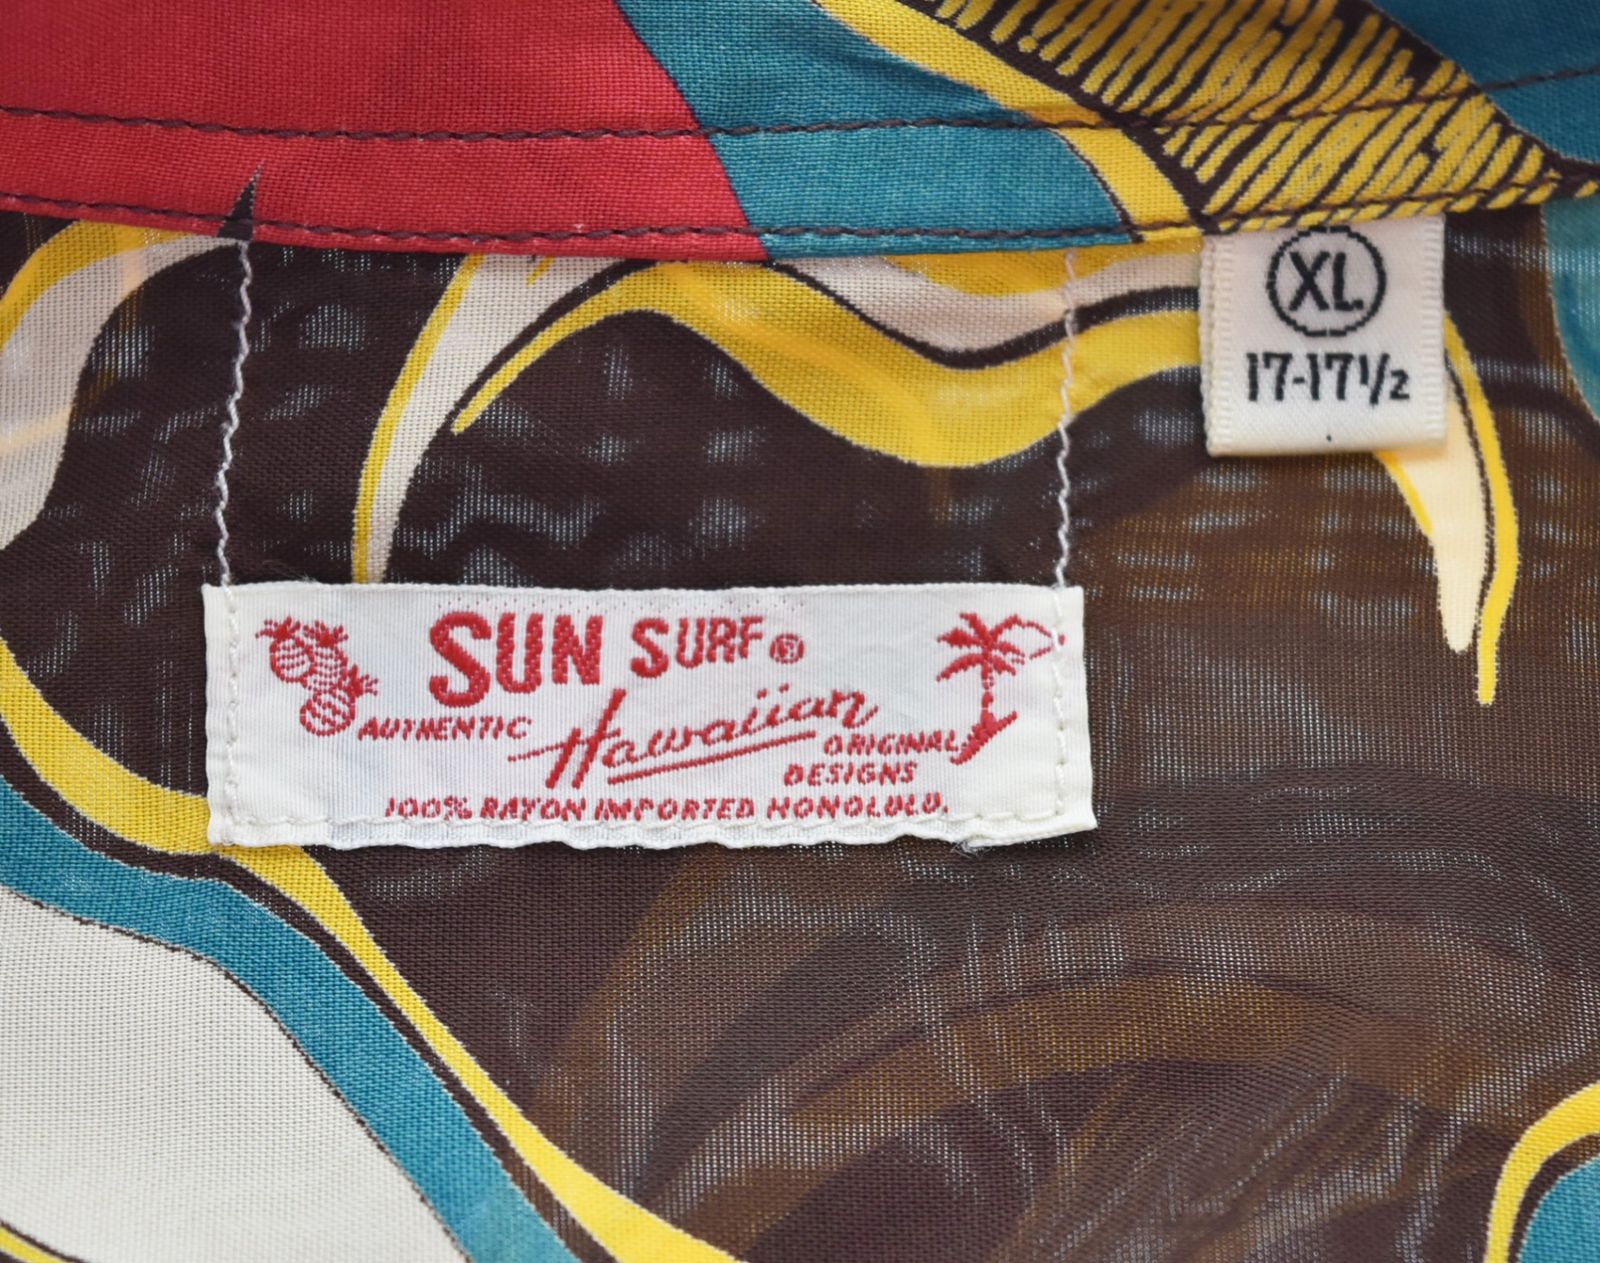 XL
17-17½
SUN SURF®
AUTHENTIC Hawaiian ORIGINAL
DESIGNS
100% RAYON IMPORTED HONOLULU.